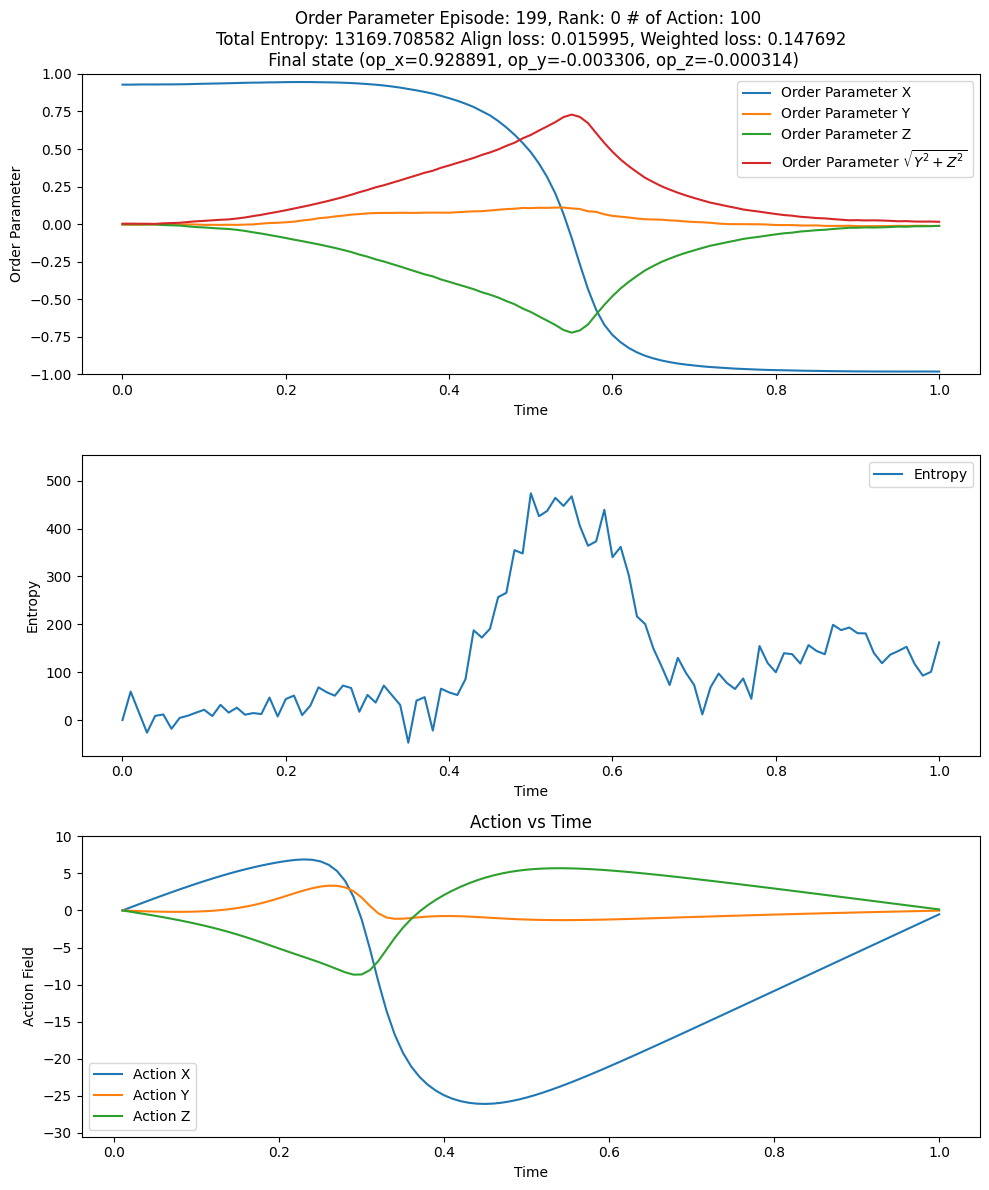 Order Parameter Episode: 199, Rank: 0 # of Action: 100
Total Entropy: 13169.708582 Align loss: 0.015995, Weighted loss: 0.147692
Final state (op_x=0.928891, op_y=-0.003306, op_z=-0.000314)
1.00
0.75
0.50
0.25
0.00
−0.25
−0.50
−0.75
−1.00
Order Parameter
Order Parameter X
Order Parameter Y
Order Parameter Z
Order Parameter √Y² + Z²
0.0 0.2 0.4 0.6 0.8 1.0
Time
500
400
300
200
100
0
Entropy
Entropy
0.0 0.2 0.4 0.6 0.8 1.0
Time
Action vs Time
10
5
0
−5
−10
−15
−20
−25
−30
Action Field
Action X
Action Y
Action Z
0.0 0.2 0.4 0.6 0.8 1.0
Time